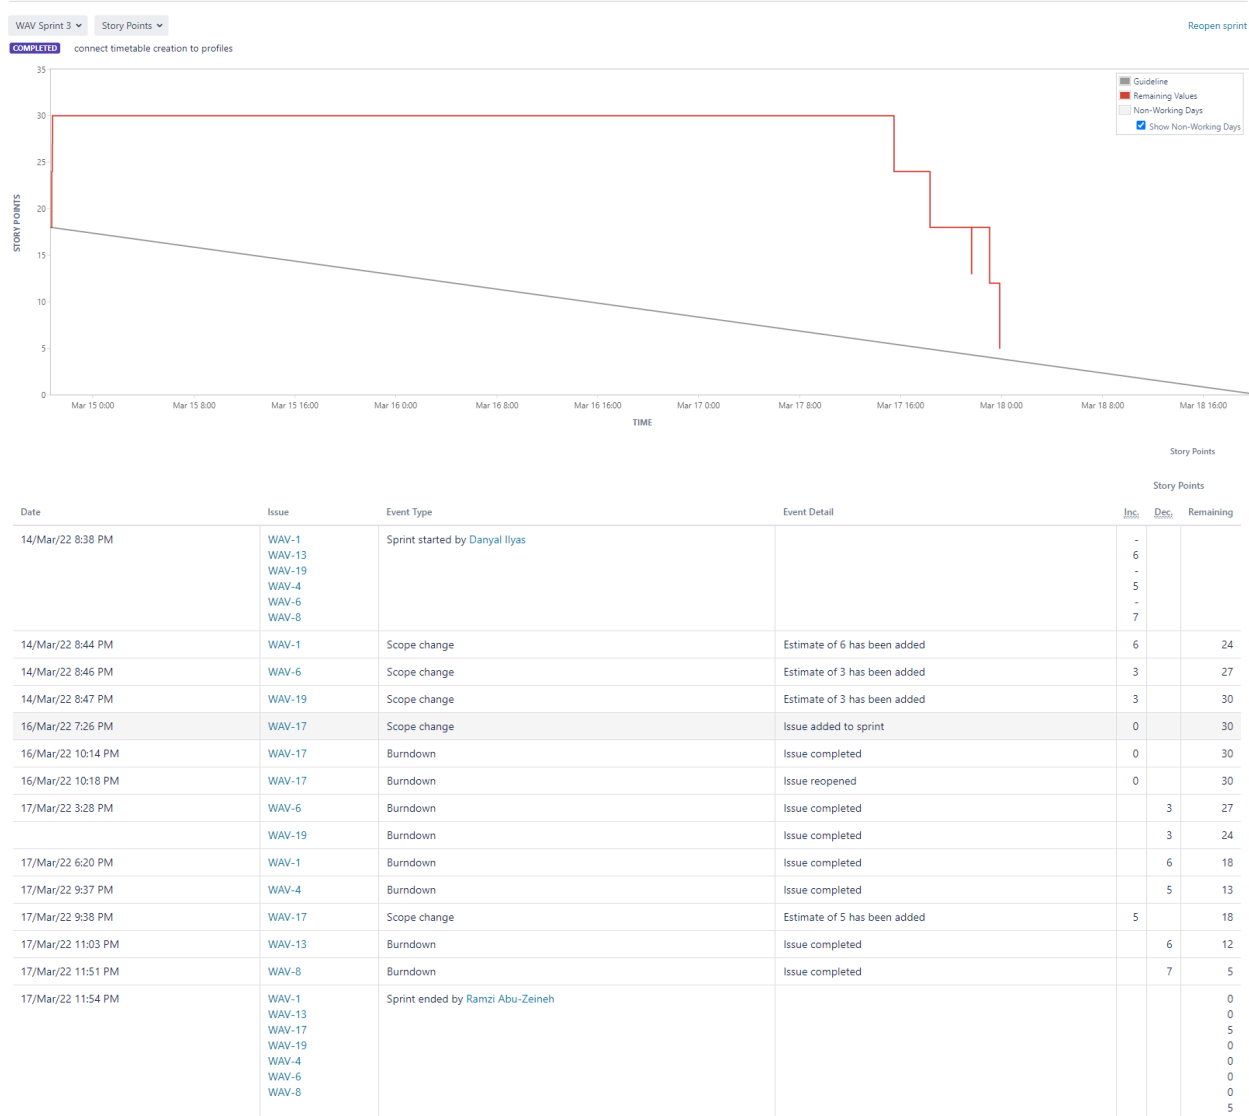 WAV Sprint 3 Story Points Reopen sprint
COMPLETED connect timetable creation to profiles
35
30
25
20
15
10
5
0
STORY POINTS
Guideline
Remaining Values
Non-Working Days
Show Non-Working Days
Mar 15 0:00 Mar 15 8:00 Mar 15 16:00 Mar 16 0:00 Mar 16 8:00 Mar 16 16:00 Mar 17 0:00 Mar 17 8:00 Mar 17 16:00 Mar 18 0:00 Mar 18 8:00 Mar 18 16:00
TIME
Story Points
Story Points
Date Issue Event Type Event Detail Inc. Dec. Remaining
14/Mar/22 8:38 PM WAV-1 Sprint started by Danyal Ilyas -
WAV-13 6
WAV-19 -
WAV-4 5
WAV-6 -
WAV-8 7
14/Mar/22 8:44 PM WAV-1 Scope change Estimate of 6 has been added 6 24
14/Mar/22 8:46 PM WAV-6 Scope change Estimate of 3 has been added 3 27
14/Mar/22 8:47 PM WAV-19 Scope change Estimate of 3 has been added 3 30
16/Mar/22 7:26 PM WAV-17 Scope change Issue added to sprint 0 30
16/Mar/22 10:14 PM WAV-17 Burndown Issue completed 0 30
16/Mar/22 10:18 PM WAV-17 Burndown Issue reopened 0 30
17/Mar/22 3:28 PM WAV-6 Burndown Issue completed 3 27
WAV-19 Burndown Issue completed 3 24
17/Mar/22 6:20 PM WAV-1 Burndown Issue completed 6 18
17/Mar/22 9:37 PM WAV-4 Burndown Issue completed 5 13
17/Mar/22 9:38 PM WAV-17 Scope change Estimate of 5 has been added 5 18
17/Mar/22 11:03 PM WAV-13 Burndown Issue completed 6 12
17/Mar/22 11:51 PM WAV-8 Burndown Issue completed 7 5
17/Mar/22 11:54 PM WAV-1 Sprint ended by Ramzi Abu-Zeineh 0
WAV-13 0
WAV-17 5
WAV-19 0
WAV-4 0
WAV-6 0
WAV-8 0
5